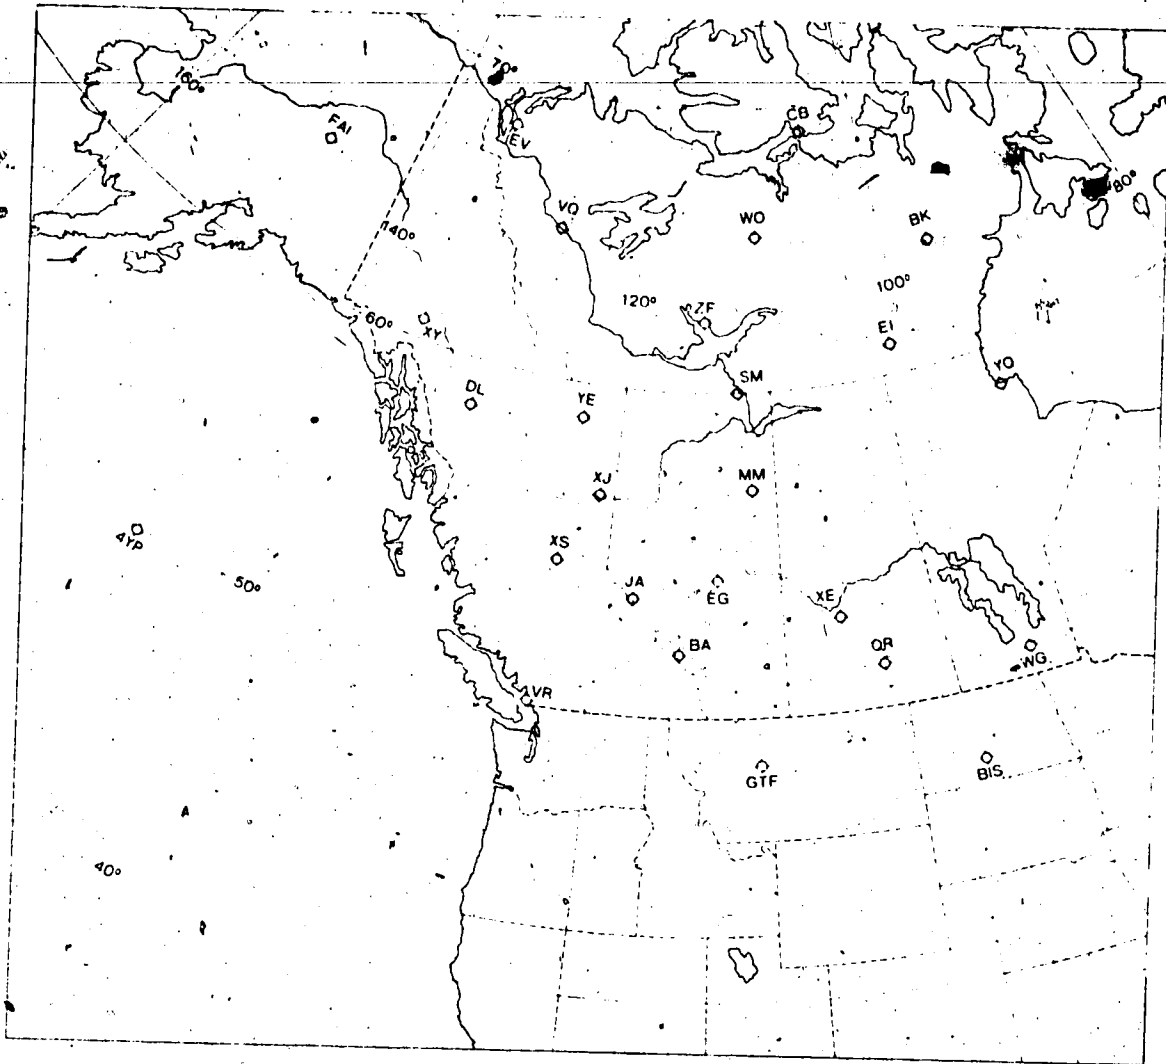 70°
160°
FAI
EV
CB
80°
VQ
WO
BK
140°
100°
120°
ZF
60°
XY
EI
YO
SM
DL
YE
XJ
MM
4YP
XS
50°
JA
EG
XE
BA
QR
WG
VR
GTF
BIS
40°